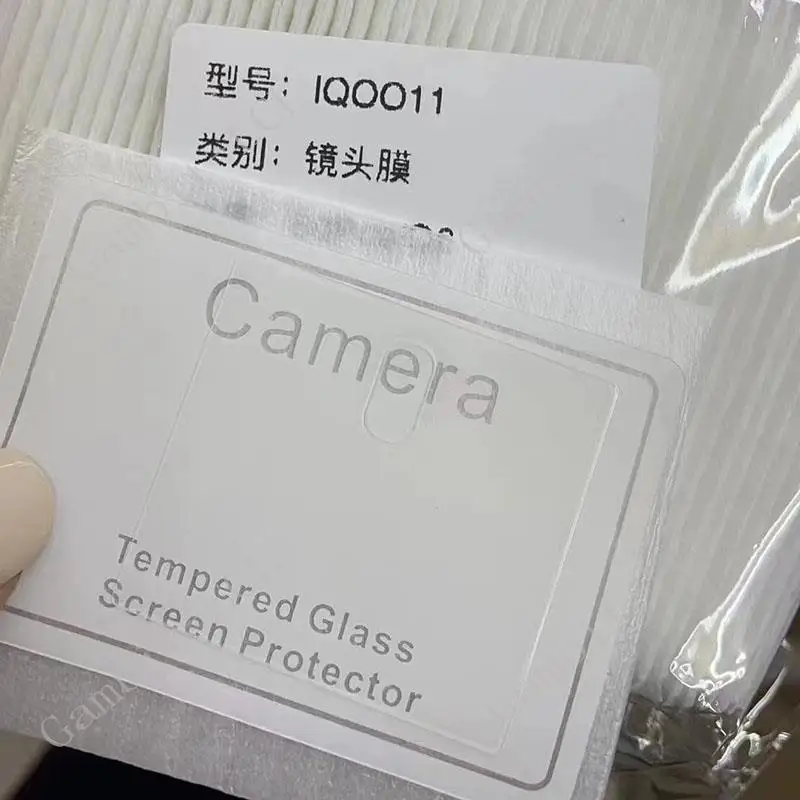 型号：IQOO11
类别：镜头膜
Camera
Tempered Glass
Screen Protector